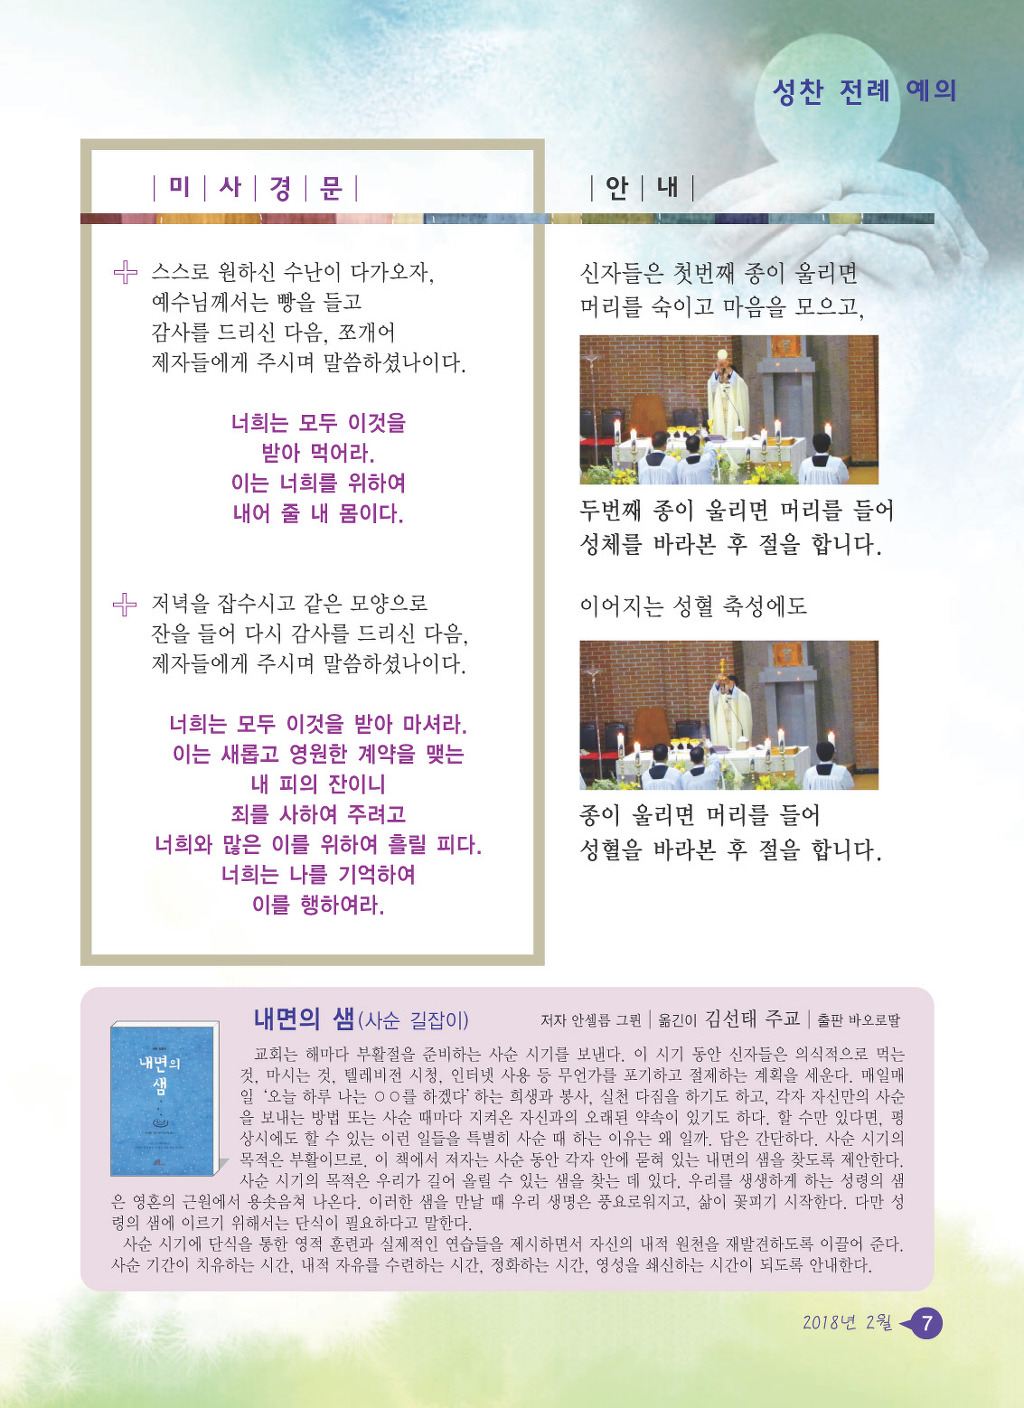 성찬 전례 예의
|미|사|경|문|
스스로 원하신 수난이 다가오자,
예수님께서는 빵을 들고
감사를 드리신 다음, 쪼개어
제자들에게 주시며 말씀하셨나이다.
너희는 모두 이것을
받아 먹어라.
이는 너희를 위하여
내어 줄 내 몸이다.
저녁을 잡수시고 같은 모양으로
잔을 들어 다시 감사를 드리신 다음,
제자들에게 주시며 말씀하셨나이다.
너희는 모두 이것을 받아 마셔라.
이는 새롭고 영원한 계약을 맺는
내 피의 잔이니
죄를 사하여 주려고
너희와 많은 이를 위하여 흘릴 피다.
너희는 나를 기억하여
이를 행하여라.
|안|내|
신자들은 첫번째 종이 울리면
머리를 숙이고 마음을 모으고,
두번째 종이 울리면 머리를 들어
성체를 바라본 후 절을 합니다.
이어지는 성혈 축성에도
종이 울리면 머리를 들어
성혈을 바라본 후 절을 합니다.
내면의
샘
내면의 샘(사순 길잡이)
저자 안셀름 그륀 | 옮긴이 김선태 주교 | 출판 바오로딸
교회는 해마다 부활절을 준비하는 사순 시기를 보낸다. 이 시기 동안 신자들은 의식적으로 먹는
것, 마시는 것, 텔레비전 시청, 인터넷 사용 등 무언가를 포기하고 절제하는 계획을 세운다. 매일매
일 ‘오늘 하루 나는 ○○를 하겠다’ 하는 희생과 봉사, 실천 다짐을 하기도 하고, 각자 자신만의 사순
을 보내는 방법 또는 사순 때마다 지켜온 자신과의 오래된 약속이 있기도 하다. 할 수만 있다면, 평
상시에도 할 수 있는 이런 일들을 특별히 사순 때 하는 이유는 왜 일까. 답은 간단하다. 사순 시기의
목적은 부활이므로. 이 책에서 저자는 사순 동안 각자 안에 묻혀 있는 내면의 샘을 찾도록 제안한다.
사순 시기의 목적은 우리가 길어 올릴 수 있는 샘을 찾는 데 있다. 우리를 생생하게 하는 성령의 샘
은 영혼의 근원에서 용솟음쳐 나온다. 이러한 샘을 만날 때 우리 생명은 풍요로워지고, 삶이 꽃피기 시작한다. 다만 성
령의 샘에 이르기 위해서는 단식이 필요하다고 말한다.
사순 시기에 단식을 통한 영적 훈련과 실제적인 연습들을 제시하면서 자신의 내적 원천을 재발견하도록 이끌어 준다.
사순 기간이 치유하는 시간, 내적 자유를 수련하는 시간, 정화하는 시간, 영성을 쇄신하는 시간이 되도록 안내한다.
2018년 2월 7